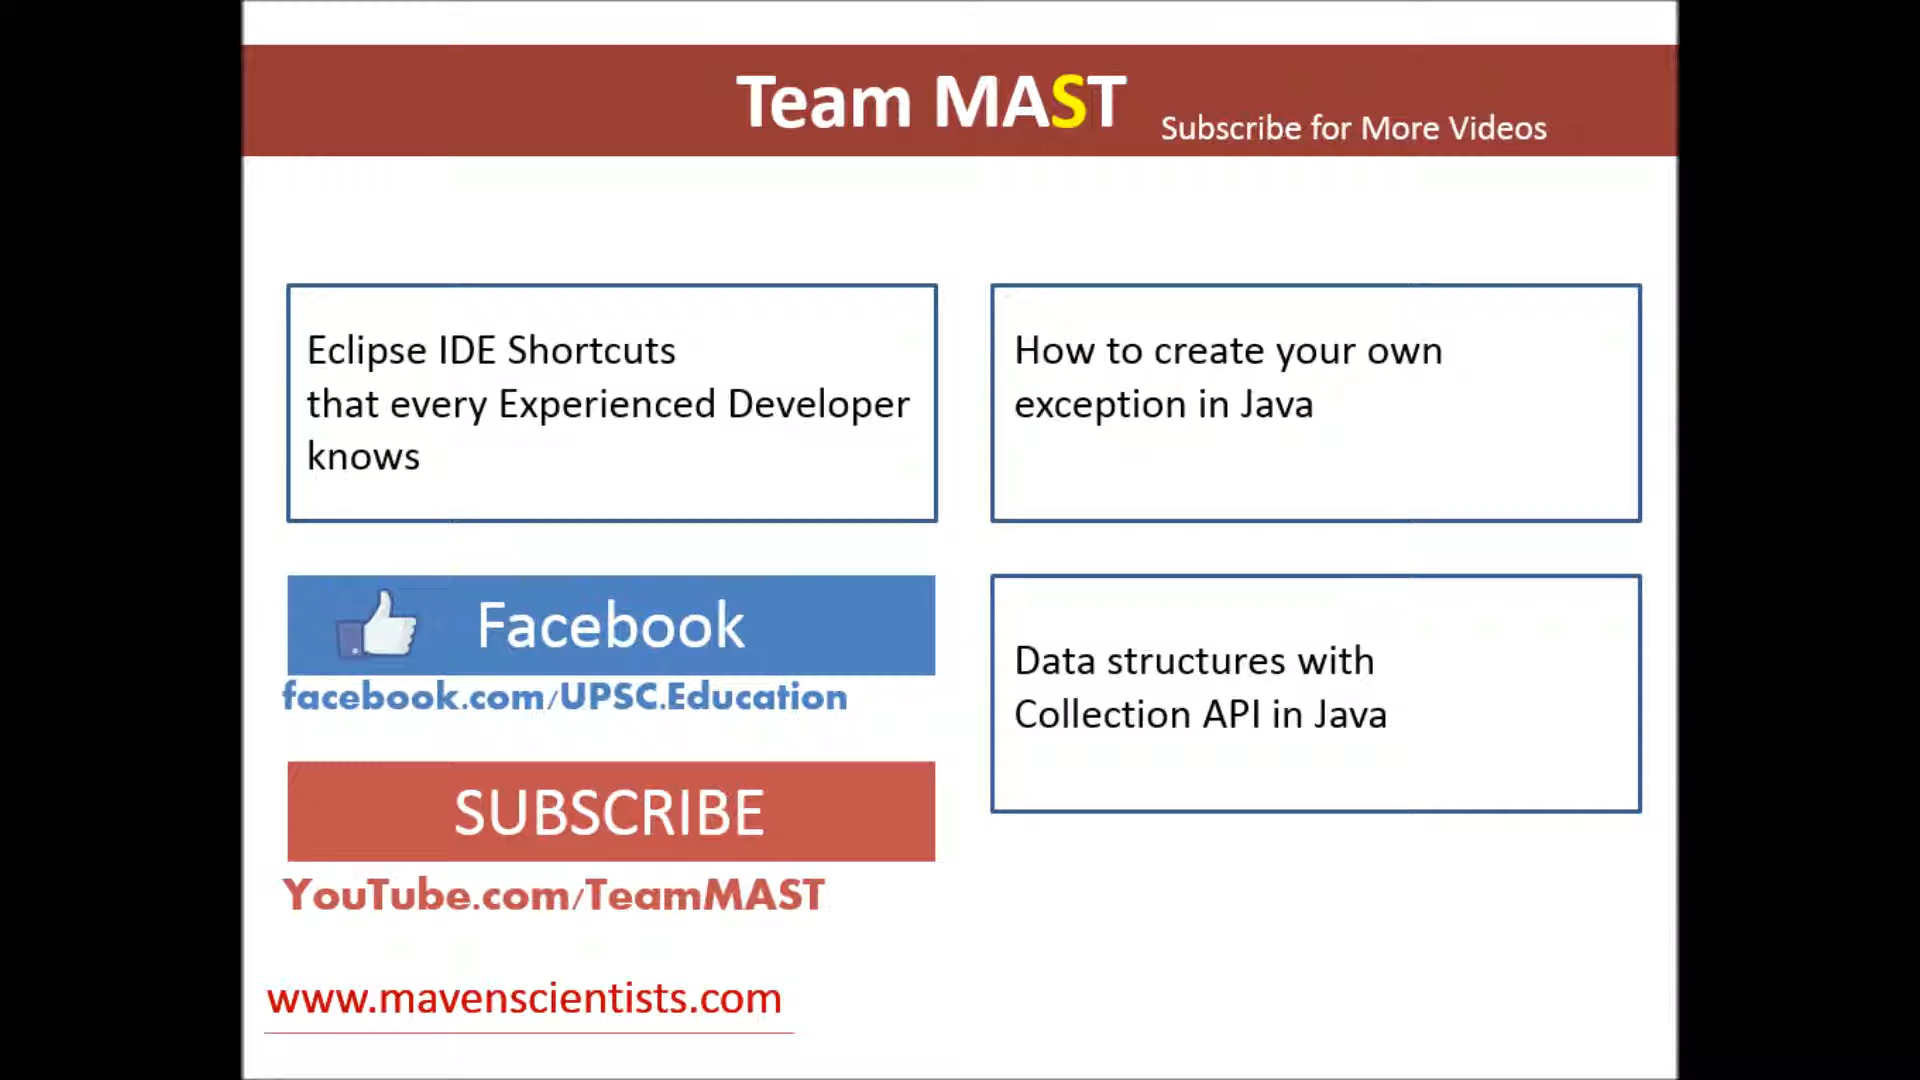 Team MAST
Subscribe for More Videos
Eclipse IDE Shortcuts
that every Experienced Developer
knows
How to create your own
exception in Java
Facebook
facebook.com/UPSC.Education
Data structures with
Collection API in Java
SUBSCRIBE
YouTube.com/TeamMAST
www.mavenscientists.com